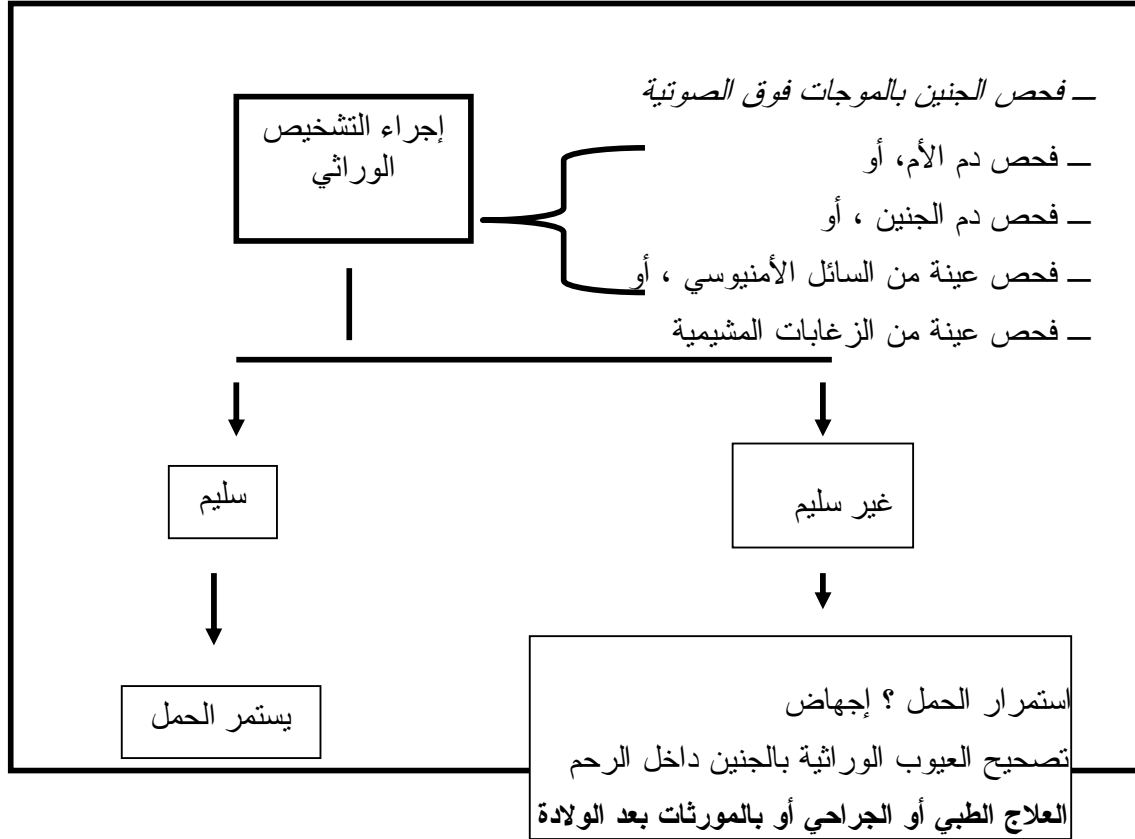 ـ فحص الجنين بالموجات فوق الصوتية
إجراء التشخيص
الوراثي
ـ فحص دم الأم، أو
ـ فحص دم الجنين ، أو
ـ فحص عينة من السائل الأمنيوسي ، أو
ـ فحص عينة من الزغابات المشيمية
غير سليم
سليم
استمرار الحمل ؟ إجهاض
تصحيح العيوب الوراثية بالجنين داخل الرحم
العلاج الطبي أو الجراحي أو بالمورثات بعد الولادة
يستمر الحمل